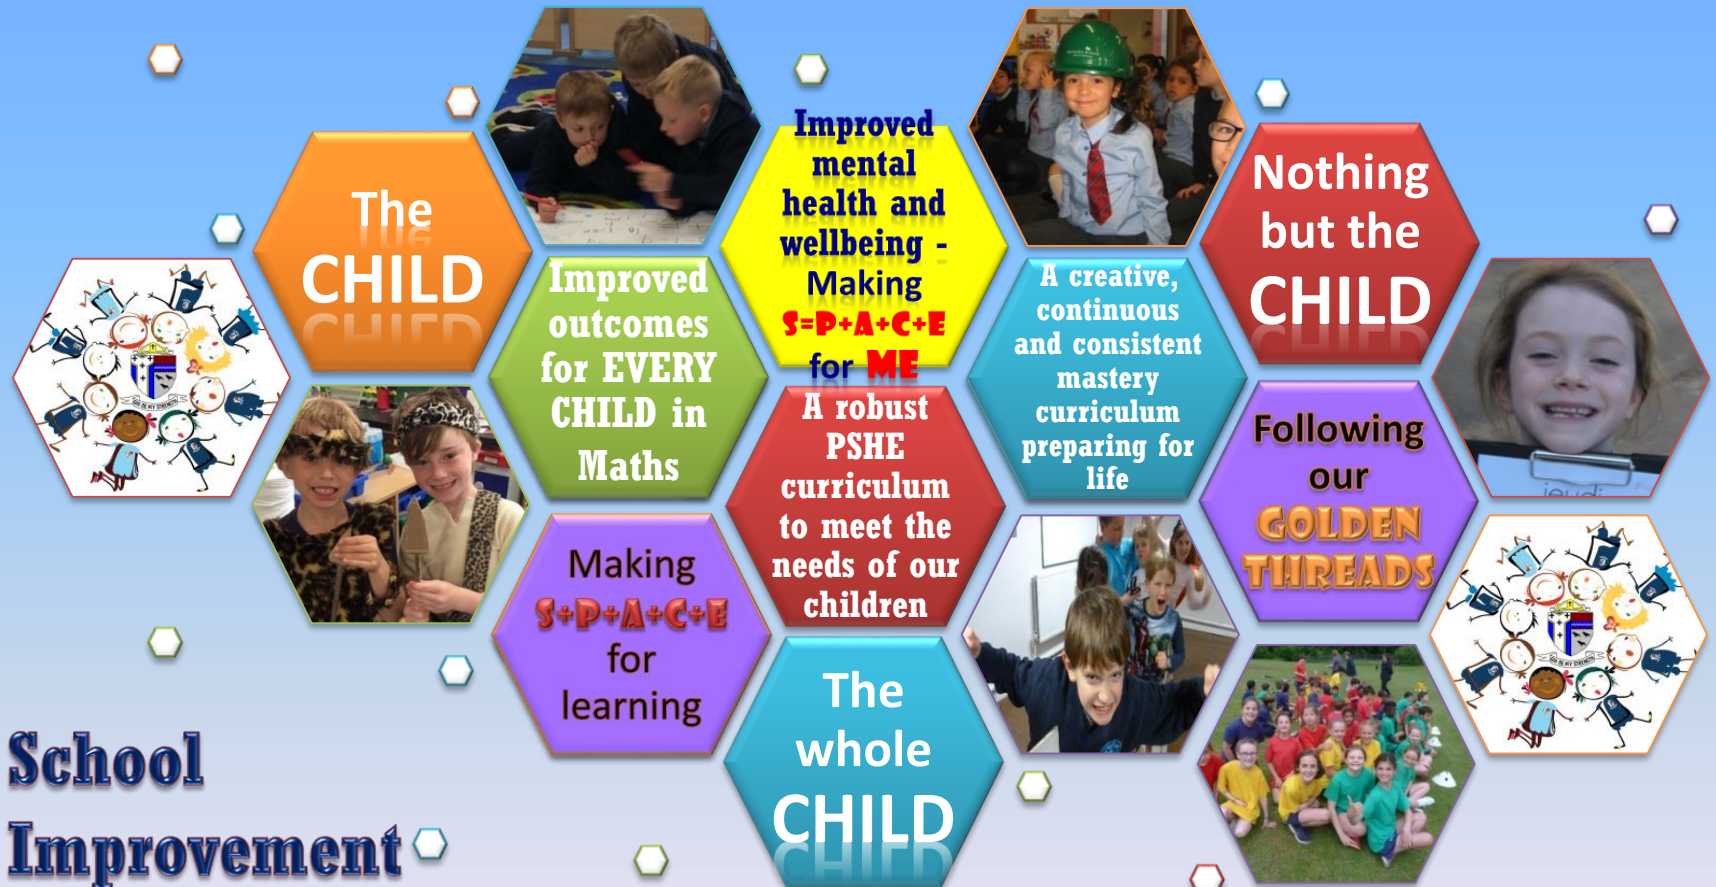 The
CHILD
Improved
outcomes
for EVERY
CHILD in
Maths
Making
S+P+A+C+E
for
learning
Improved
mental
health and
wellbeing -
Making
S=P+A+C+E
for ME
A robust
PSHE
curriculum
to meet the
needs of our
children
The
whole
CHILD
A creative,
continuous
and consistent
mastery
curriculum
preparing for
life
Nothing
but the
CHILD
Following
our
GOLDEN
THREADS
jeudi
School
Improvement